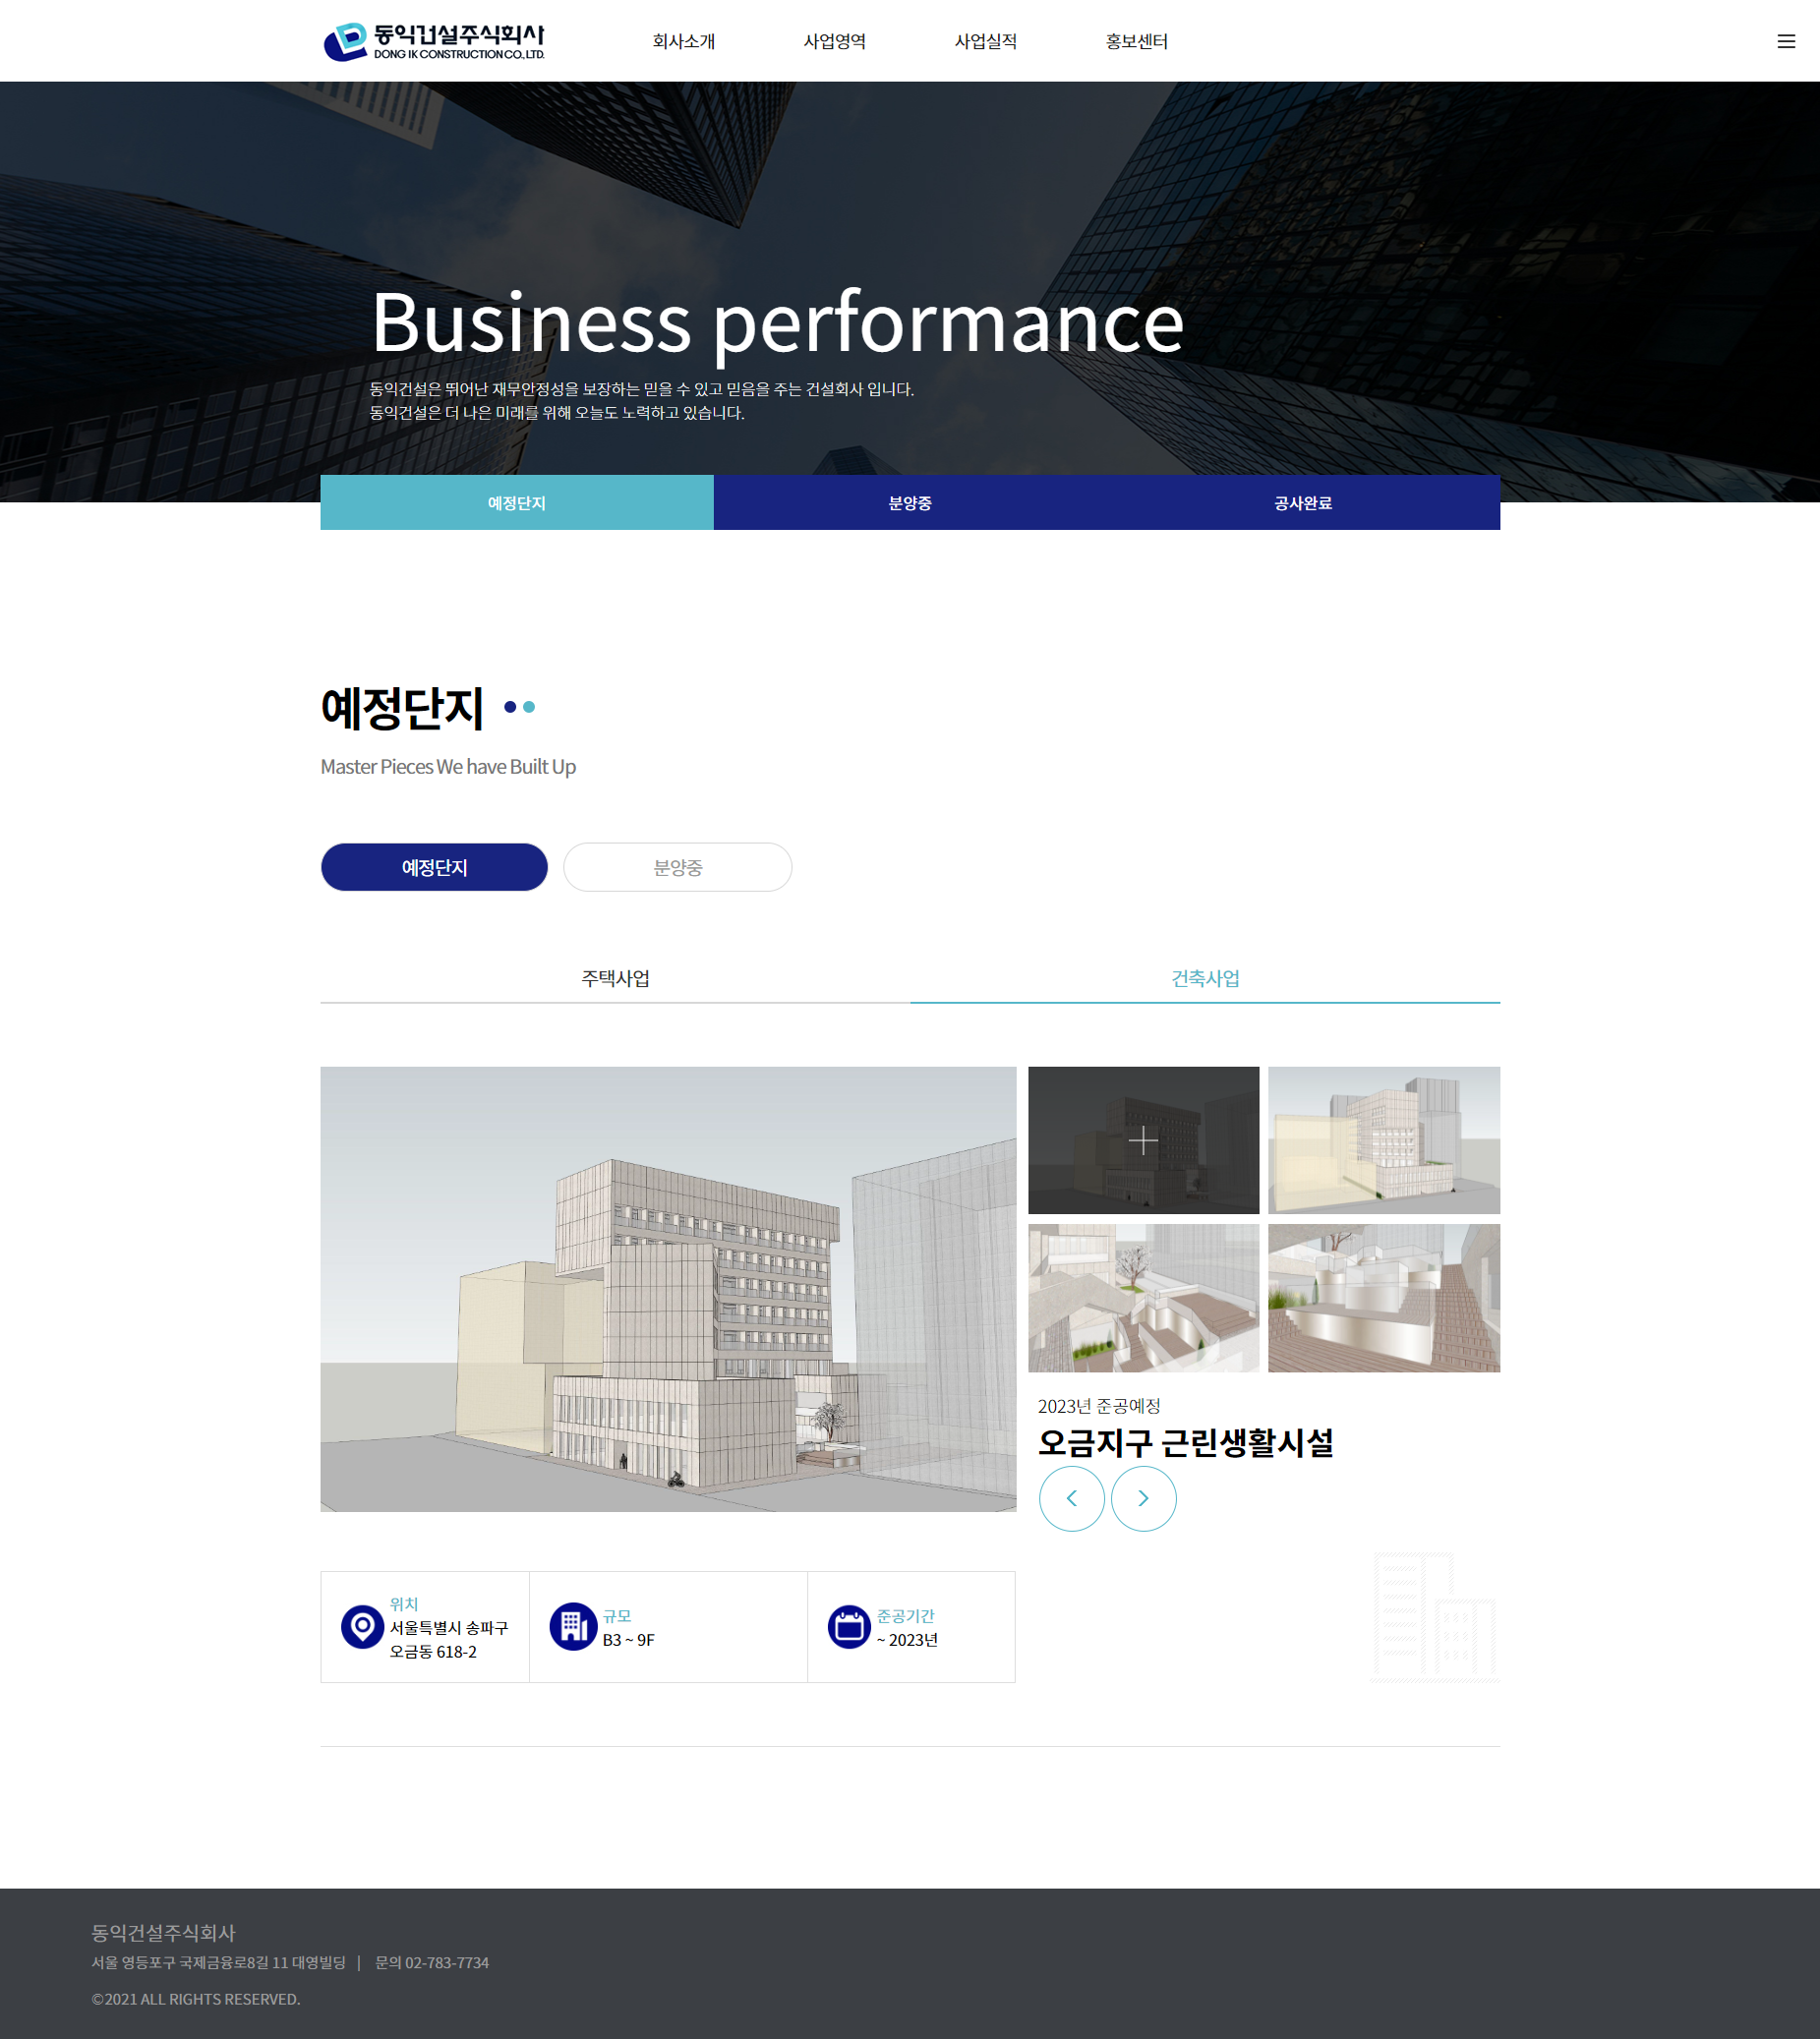 동익건설주식회사
DONG IK CONSTRUCTION CO., LTD.
회사소개
사업영역
사업실적
홍보센터
Business performance
동익건설은 뛰어난 재무안정성을 보장하는 믿을 수 있고 믿음을 주는 건설회사 입니다.
동익건설은 더 나은 미래를 위해 오늘도 노력하고 있습니다.
예정단지
분양중
공사완료
예정단지
Master Pieces We have Built Up
예정단지
분양중
주택사업
건축사업
2023년 준공예정
오금지구 근린생활시설
위치
서울특별시 송파구
오금동 618-2
규모
B3 ~ 9F
준공기간
~ 2023년
동익건설주식회사
서울 영등포구 국제금융로8길 11 대영빌딩 | 문의 02-783-7734
©2021 ALL RIGHTS RESERVED.